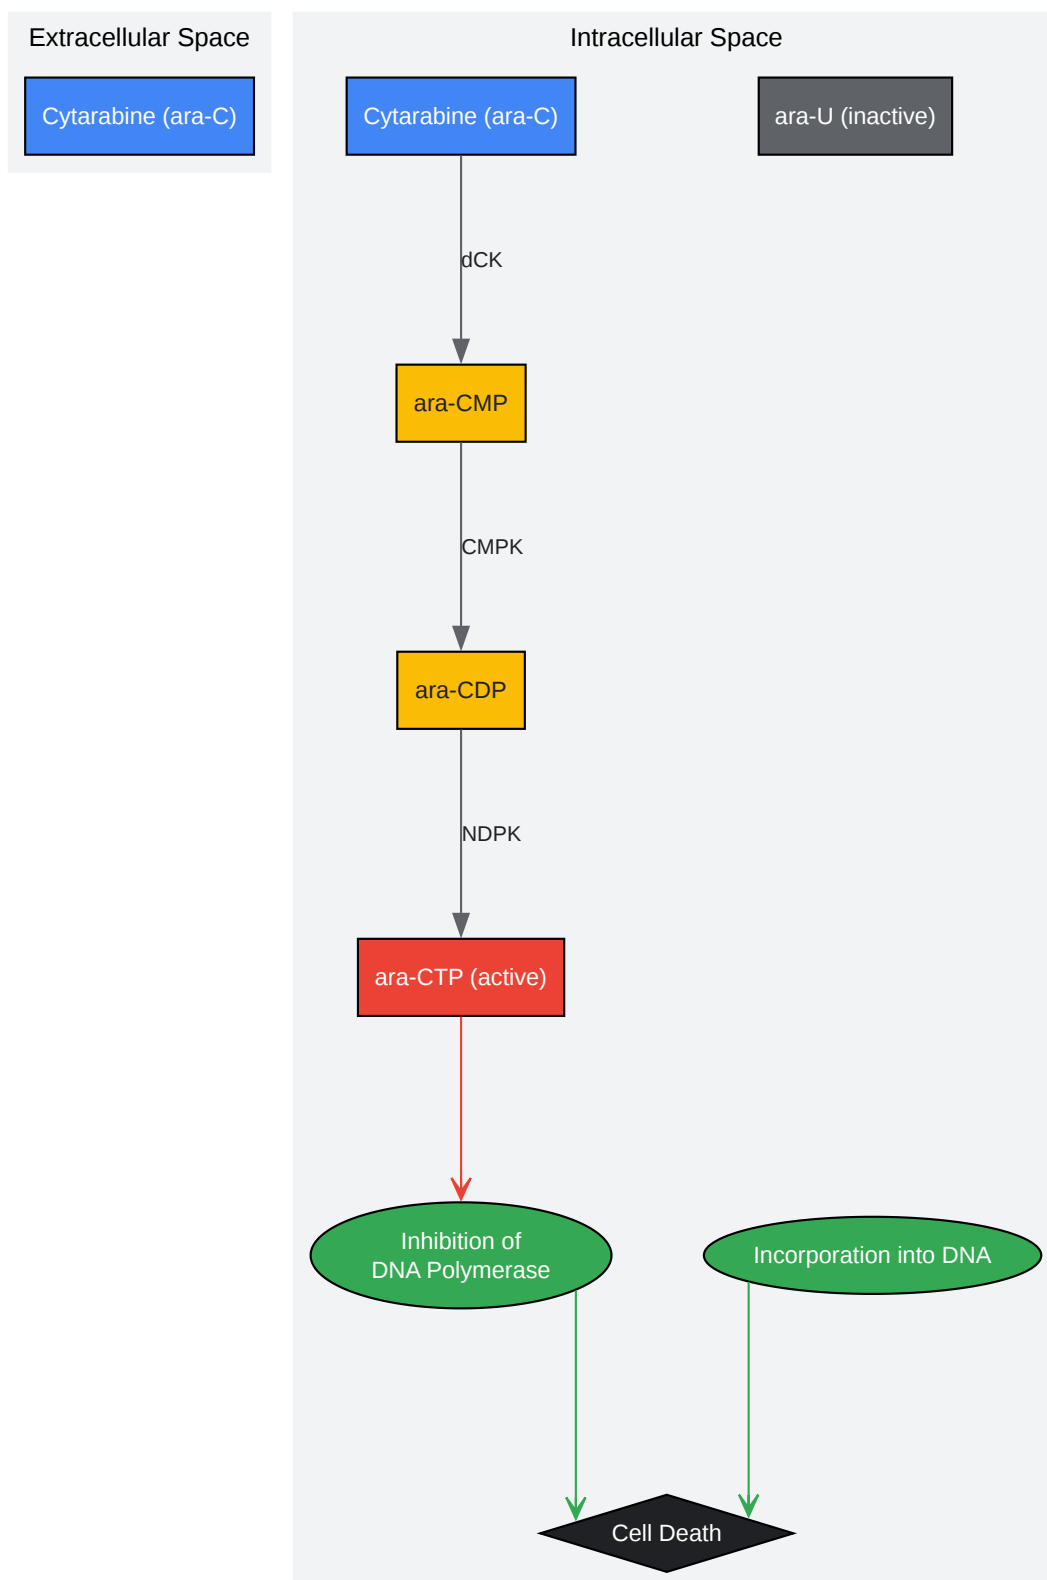 Extracellular Space
Intracellular Space
Cytarabine (ara-C)
Cytarabine (ara-C)
ara-U (inactive)
dCK
ara-CMP
CMPK
ara-CDP
NDPK
ara-CTP (active)
Inhibition of
DNA Polymerase
Incorporation into DNA
Cell Death